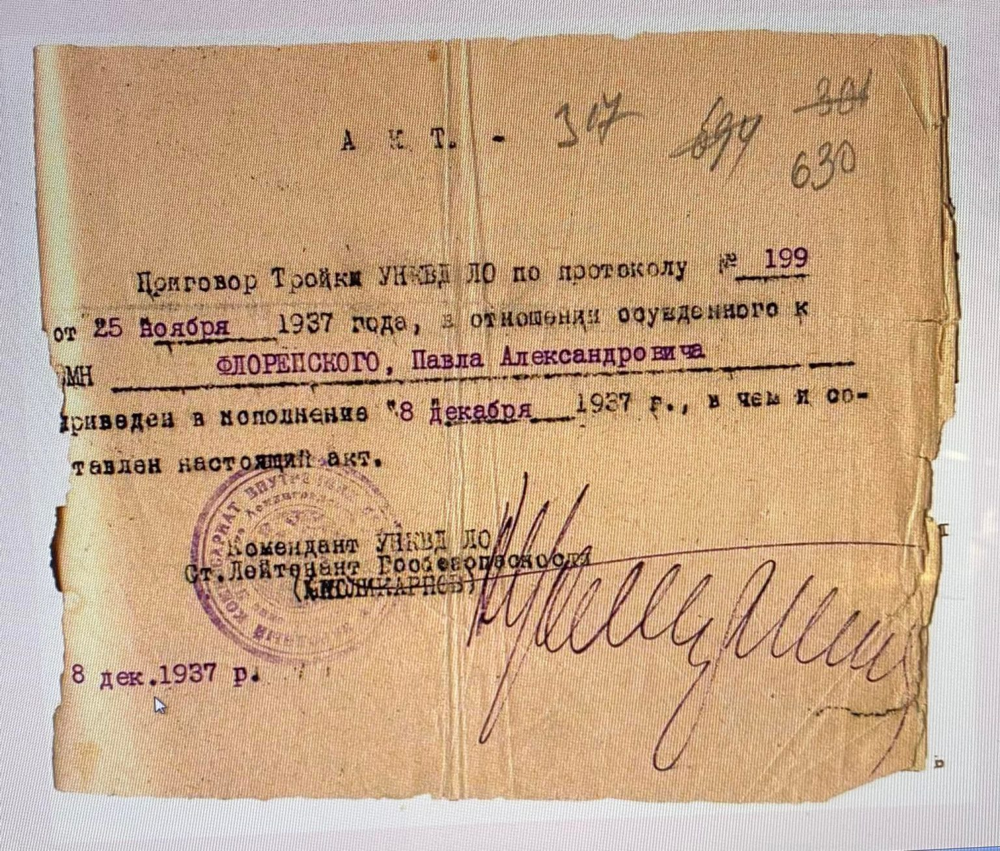 А К Т. - 317 694 301
630
Приговор Тройки УНКВД ЛО по протоколу № 199
от "25 ноября 1937 года, в отношении осужденного к
ВМН ФЛОРЕНСКОГО, Павла Александровича
приведен в исполнение "8 декабря 1937 г., в чем и со-
тавлен настоящий акт.
Комендант УНКВД ЛО
Ст.Лейтенант Госбезопасности
(ПОЛИКАРПОВ)
8 дек.1937 р.